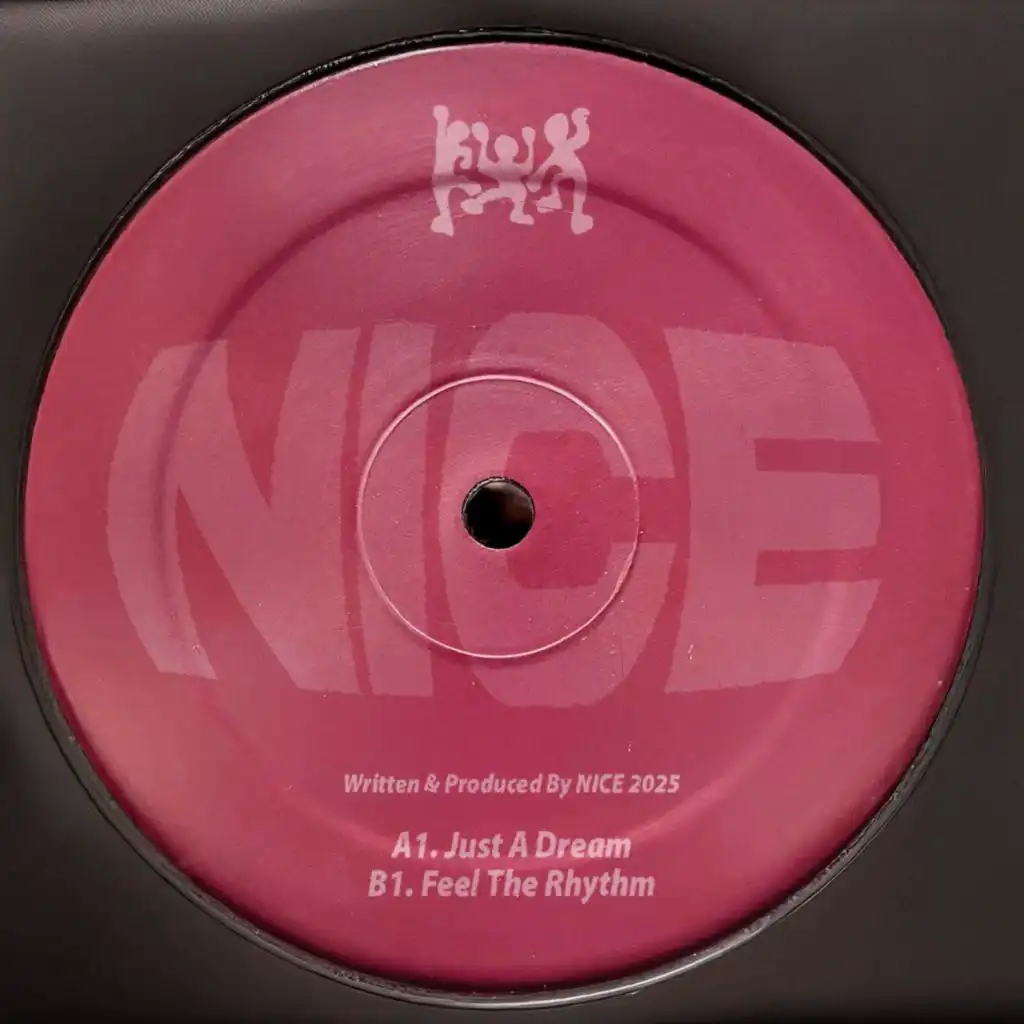 NICE
Written & Produced By NICE 2025
A1. Just A Dream
B1. Feel The Rhythm